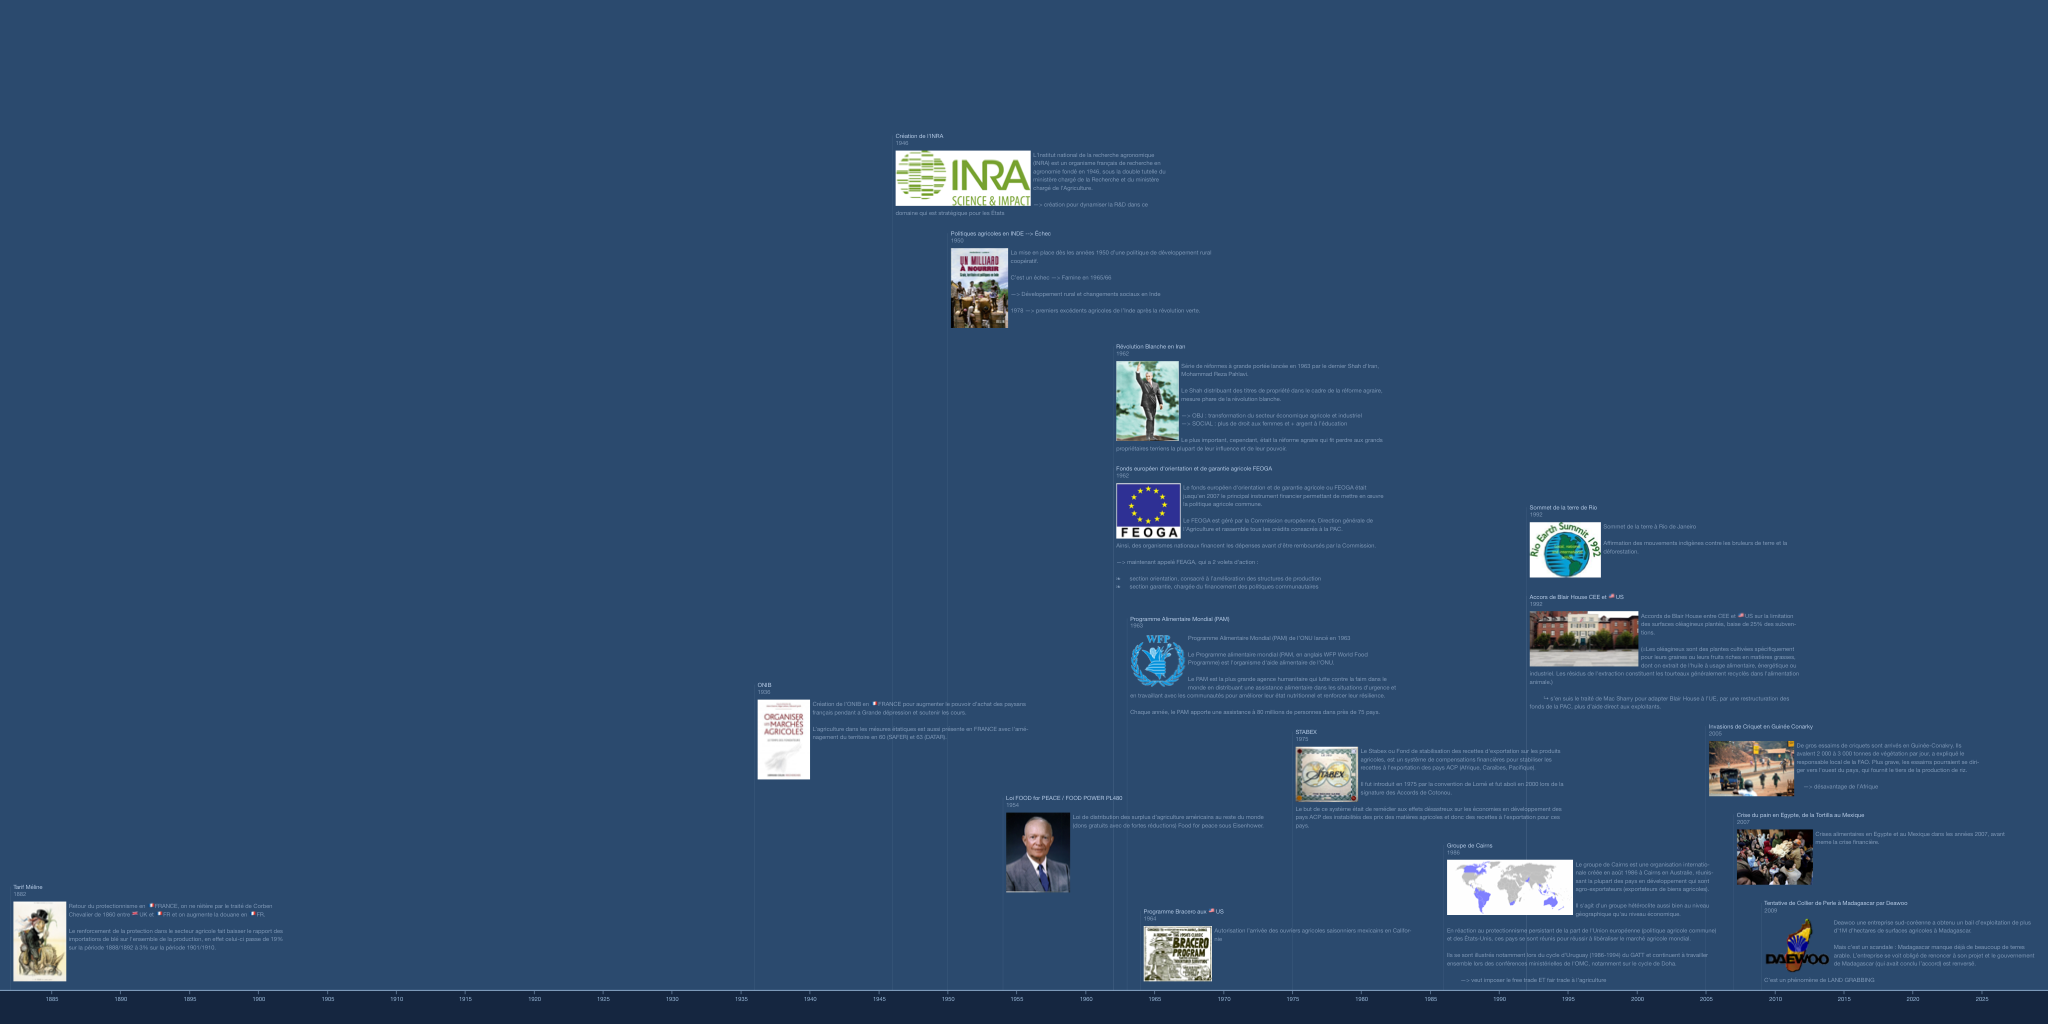 Création de l'INRA
1946
INRA
SCIENCE & IMPACT
L'Institut national de la recherche agronomique
(INRA) est un organisme français de recherche en
agronomie fondé en 1946, sous la double tutelle du
ministère chargé de la Recherche et du ministère
chargé de l'Agriculture.
—> création pour dynamiser la R&D dans ce
domaine qui est stratégique pour les États
Politiques agricoles en INDE —> Échec
1950
UN MILLIARD
À NOURRIR
La mise en place dès les années 1950 d'une politique de développement rural
coopératif.
C'est un échec —> Famine en 1965/66
—> Développement rural et changements sociaux en Inde
1978 —> premiers excédents agricoles de l'Inde après la révolution verte.
Révolution Blanche en Iran
1962
Série de réformes à grande portée lancée en 1963 par le dernier Shah d'Iran,
Mohammad Reza Pahlavi.
Le Shah distribuant des titres de propriété dans le cadre de la réforme agraire,
mesure phase de la révolution blanche.
—> OBJ : transformation du secteur économique agricole et industriel
—> SOCIAL : plus de droit aux femmes et + argent à l'éducation
Le plus important, cependant, était la réforme agraire qui fit perdre aux grands
propriétaires terriens la plupart de leur influence et de leur pouvoir.
Fonds européen d'orientation et de garantie agricole FEOGA
1962
FEOGA
Le fonds européen d'orientation et de garantie agricole ou FEOGA était
jusqu'en 2007 le principal instrument financier permettant de mettre en œuvre
la politique agricole commune.
Le FEOGA est géré par la Commission européenne, Direction générale de
l'Agriculture et rassemble tous les crédits consacrés à la PAC.
Ainsi, des organismes nationaux financent les dépenses avant d'être remboursés par la Commission.
—> maintenant appelé FEAGA, qui a 2 volets d'action :
section orientation, consacré à l'amélioration des structures de production
section garantie, chargée du financement des politiques communautaires
Sommet de la terre de Rio
1992
Rio Earth Summit 1992
Sommet de la terre à Rio de Janeiro
Affirmation des mouvements indigènes contre les bioleurs de terre et la
déforestation.
Accors de Blair House CEE et 🇺🇸 US
1992
Accords de Blair House entre CEE et 🇺🇸 US sur la limitation
des surfaces oléagineux plantée, baise de 25% des subven-
tions.
(-Les oléagineux sont des plantes cultivées spécifiquement
pour leurs graines ou leurs fruits riches en matières grasses,
dont on extrait de l'huile à usage alimentaire, énergétique ou
industriel. Les résidus de l'extraction constituent les tourteaux généralement recyclés dans l'alimentation
animale.)
↪ s'en suis le traité de Mac Sharry pour adapter Blair House à l'UE, par une restructuration des
fonds de la PAC, plus d'aide direct aux exploitants.
Programme Alimentaire Mondial (PAM)
1963
WFP
Programme Alimentaire Mondial (PAM) de l'ONU lancé en 1963
Le Programme alimentaire mondial (PAM, en anglais WFP World Food
Programme) est l'organisme d'aide alimentaire de l'ONU.
Le PAM est la plus grande agence humanitaire qui lutte contre la faim dans le
monde en distribuant une assistance alimentaire dans les situations d'urgence et
en travaillant avec les communautés pour améliorer leur état nutritionnel et renforcer leur résilience.
Chaque année, le PAM apporte une assistance à 80 millions de personnes dans près de 75 pays.
ONIB
1936
ORGANISER
LES MARCHÉS
AGRICOLES
Création de l'ONIB en 🇫🇷 FRANCE pour augmenter le pouvoir d'achat des paysans
français pendant a Grande dépression et soutenir les cours.
L'agriculture dans les mesures étatiques est aussi présente en FRANCE avec l'amé-
nagement du territoire en 60 (SAFER) et 63 (DATAR).
Invasions de Criquet en Guinée Conarky
2005
De gros essaims de criquets sont arrivés en Guinée-Conakry. Ils
avalent 2 000 à 3 000 tonnes de végétation par jour, a expliqué le
responsable local de la FAO. Plus grave, les essaims pourraient se diri-
ger vers l'ouest du pays, qui fournit le tiers de la production de riz.
—> désavantage de l'Afrique
STABEX
1975
STABEX
Le Stabex ou Fond de stabilisation des recettes d'exportation sur les produits
agricoles, est un système de compensations financières pour stabiliser les
recettes à l'exportation des pays ACP (Afrique, Caraïbes, Pacifique).
Il fut introduit en 1975 par la convention de Lomé et fut aboli en 2000 lors de la
signature des Accords de Cotonou.
Le but de ce système était de remédier aux effets désastreux sur les économies en développement des
pays ACP des instabilités des prix des matières agricoles et donc des recettes à l'exportation pour ces
pays.
Loi FOOD for PEACE / FOOD POWER PL480
1954
Loi de distribution des surplus d'agriculture américains au reste du monde
(dons gratuits avec de fortes réductions) Food for peace sous Eisenhower.
Crise du pain en Egypte, de la Tortilla au Mexique
2007
Crises alimentaires en Egypte et au Mexique dans les années 2007, avant
meme la crise financière.
Groupe de Cairns
1986
Le groupe de Cairns est une organisation internatio-
nale créée en août 1986 à Cairns en Australie, réunis-
sant la plupart des pays en développement qui sont
agro-exportateurs (exportateurs de biens agricoles).
Il s'agit d'un groupe hétéroclite aussi bien au niveau
géographique qu'au niveau économique.
En réaction au protectionnisme persistant de la part de l'Union européenne (politique agricole commune)
et des États-Unis, ces pays se sont réunis pour réussir à libéraliser le marché agricole mondial.
Ils se sont illustrés notamment lors du cycle d'Uruguay (1986-1994) du GATT et continuent à travailler
ensemble lors des conférences ministérielles de l'OMC, notamment sur le cycle de Doha.
—> veut imposer le free trade ET fair trade à l'agriculture
Tarif Méline
1882
Retour du protectionnisme en 🇫🇷 FRANCE, on ne réitère par le traité de Corben
Chevalier de 1860 entre 🇬🇧 UK et 🇫🇷 FR et on augmente la douane en 🇫🇷 FR.
Le renforcement de la protection dans le secteur agricole fait baisser le rapport des
importations de blé sur l'ensemble de la production, en effet celui-ci passe de 19%
sur la période 1888/1892 à 3% sur la période 1901/1910.
Programme Bracero aux 🇺🇸 US
1964
BRACERO
PROGRAM
Autorisation l'arrivée des ouvriers agricoles saisonniers mexicains en Califor-
nie
Tentative de Collier de Perle à Madagascar par Deawoo
2009
DAEWOO
Deawoo une entreprise sud-coréenne a obtenu un bail d'exploitation de plus
d'1M d'hectares de surfaces agricoles à Madagascar
Mais c'est un scandale : Madagascar manque déjà de beaucoup de terres
arable. L'entreprise se voit obligé de renoncer à son projet et le gouvernement
de Madagascar (qui avait conclu l'accord) est renversé.
C'est un phénomène de LAND GRABBING
1885 1890 1895 1900 1905 1910 1915 1920 1925 1930 1935 1940 1945 1950 1955 1960 1965 1970 1975 1980 1985 1990 1995 2000 2005 2010 2015 2020 2025